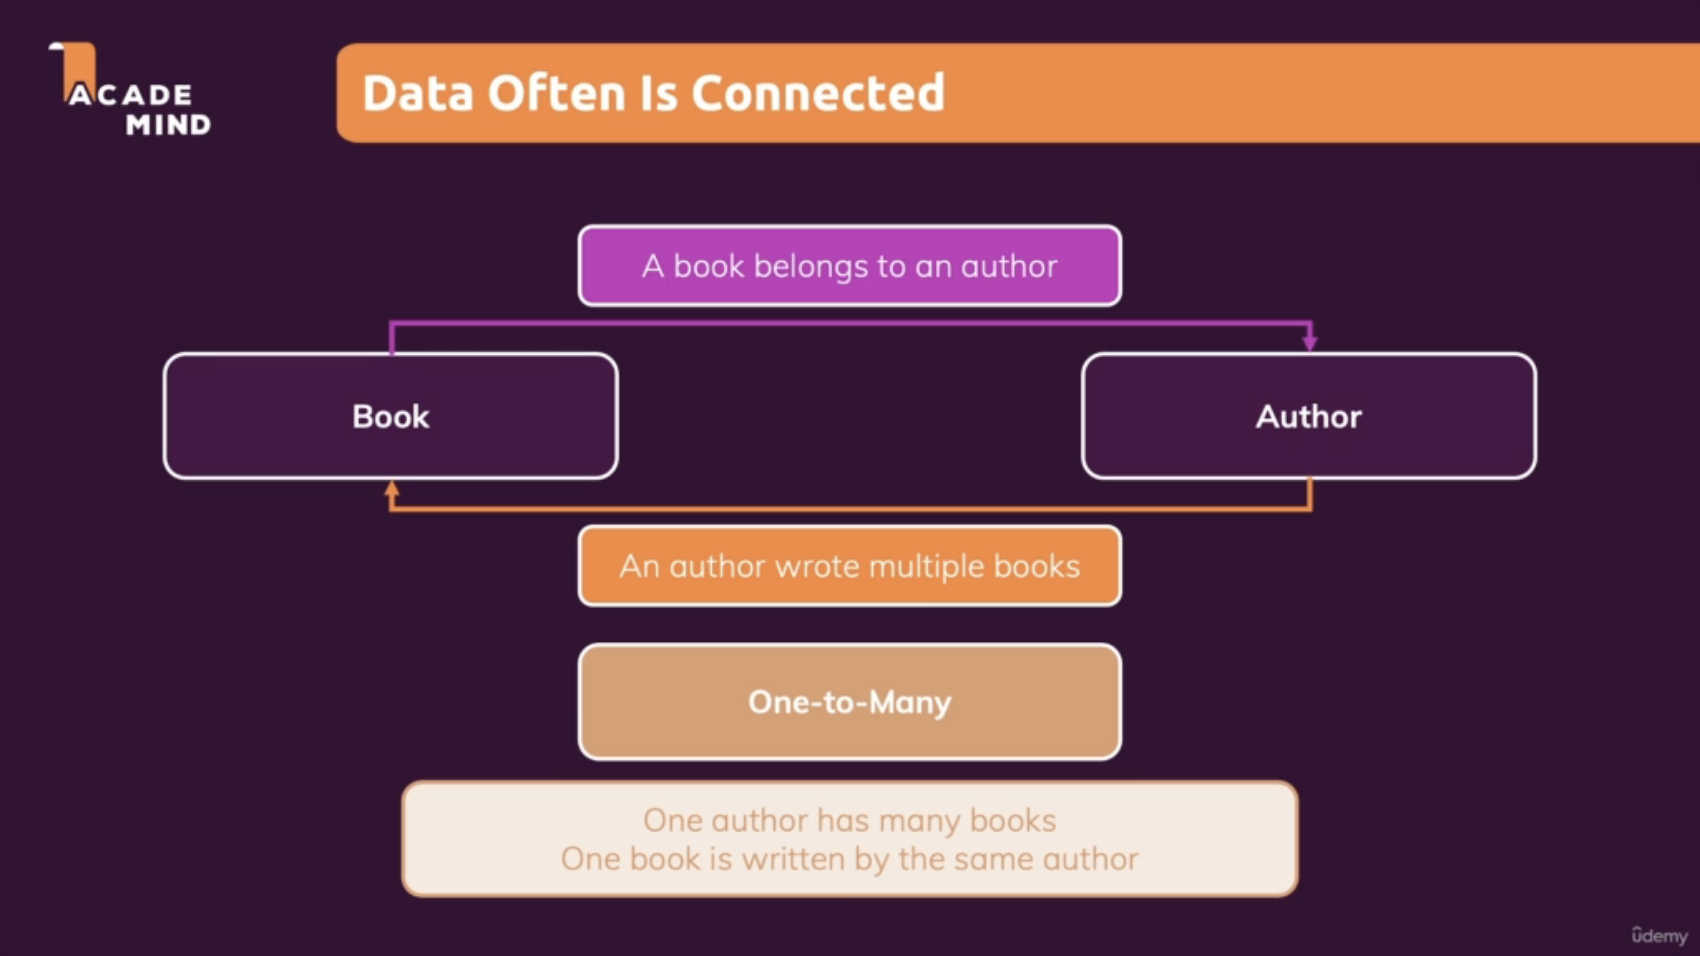 ACADE
MIND
Data Often Is Connected
A book belongs to an author
Book
Author
An author wrote multiple books
One-to-Many
One author has many books
One book is written by the same author
ûdemy